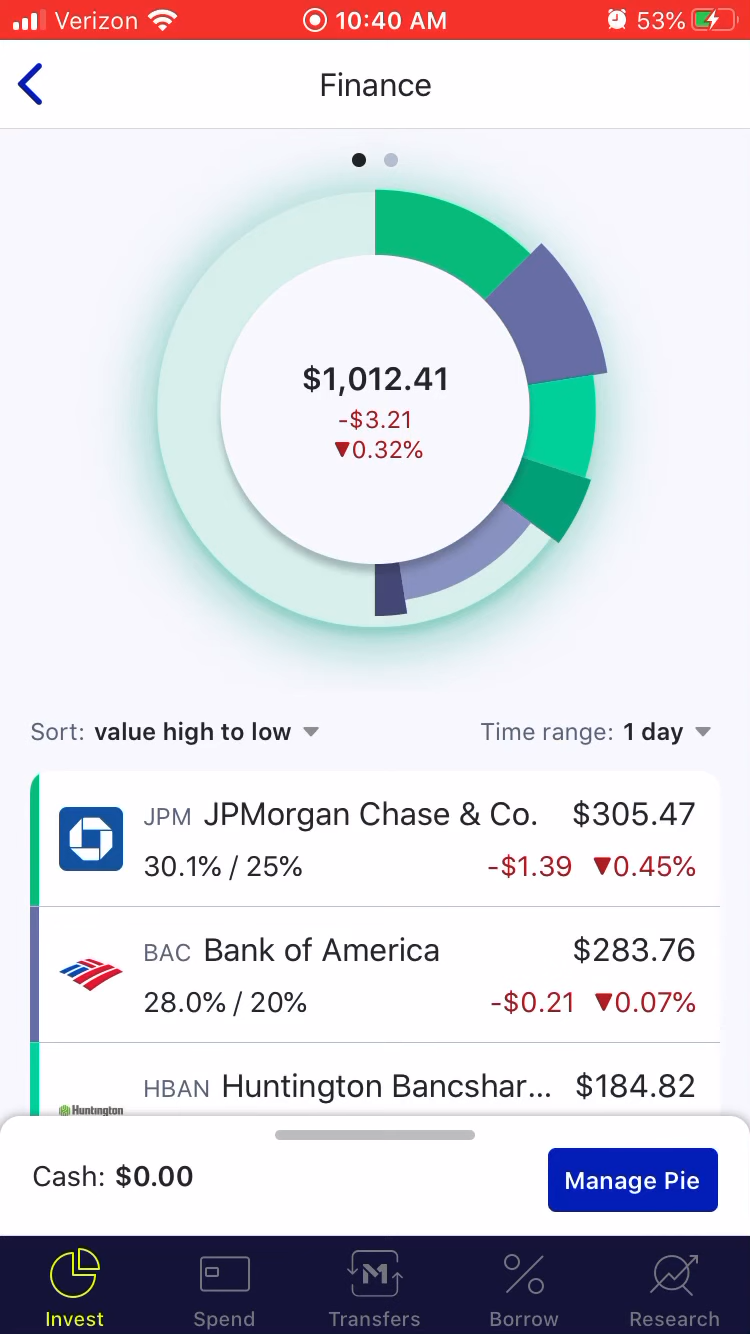 Verizon 10:40 AM 53%
Finance
$1,012.41
-$3.21
▼0.32%
Sort: value high to low Time range: 1 day
JPM JPMorgan Chase & Co. $305.47
30.1% / 25% -$1.39 ▼0.45%
BAC Bank of America $283.76
28.0% / 20% -$0.21 ▼0.07%
HBAN Huntington Bancshar... $184.82
Huntington
Cash: $0.00 Manage Pie
Invest Spend Transfers Borrow Research